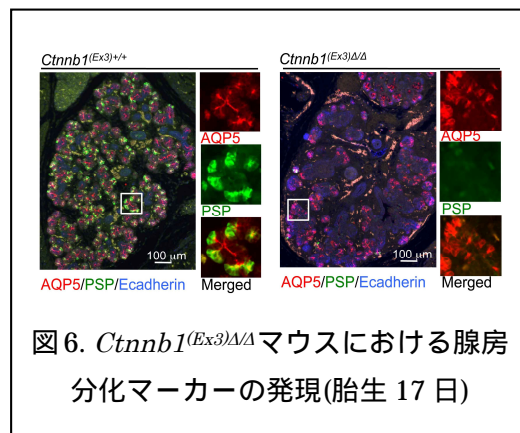 Ctnnb1(Ex3)+/+
Ctnnb1(Ex3)Δ/Δ
AQP5
PSP
100 μm
AQP5/PSP/Ecadherin
Merged
AQP5
PSP
100 μm
AQP5/PSP/Ecadherin
Merged
図6. Ctnnb1(Ex3)Δ/Δマウスにおける腺房
分化マーカーの発現(胎生 17 日)